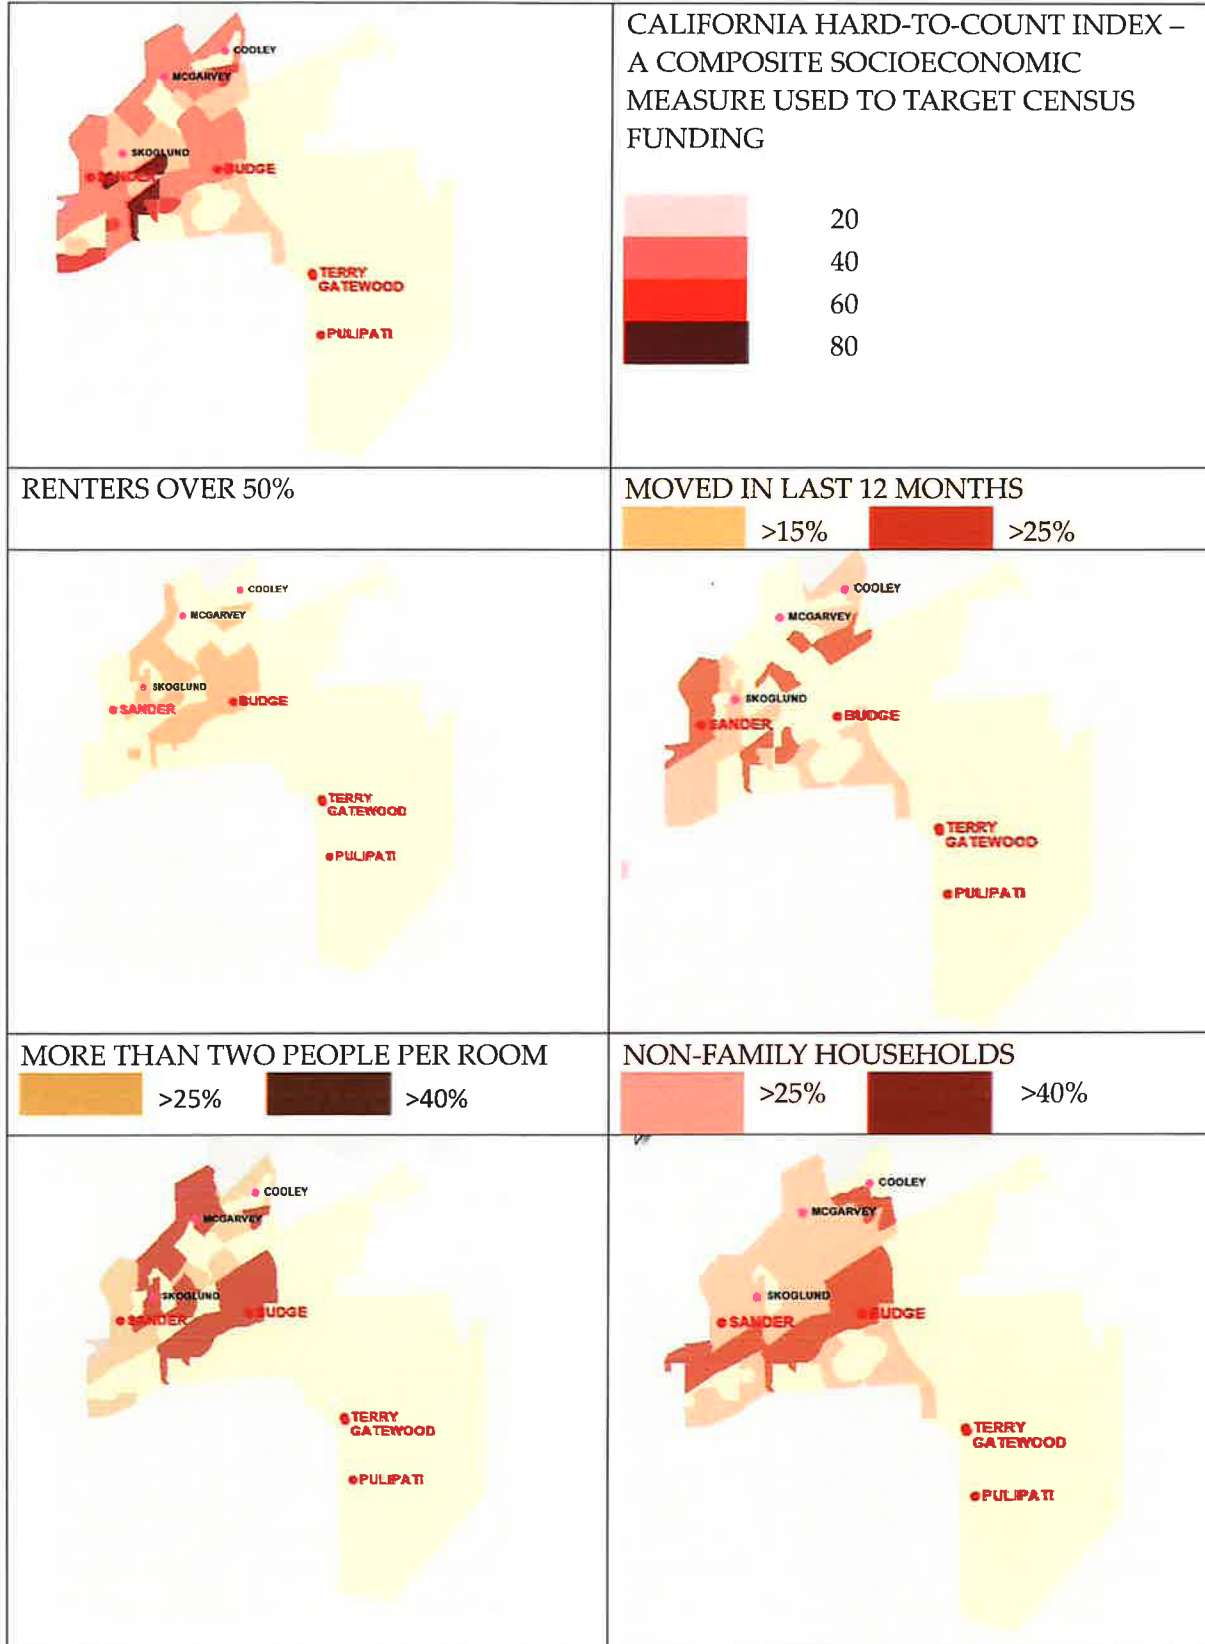 COOLEY
MCGARVEY
SKOGLUND
SANDER
BUDGE
TERRY
GATEWOOD
PULIPATI
CALIFORNIA HARD-TO-COUNT INDEX –
A COMPOSITE SOCIOECONOMIC
MEASURE USED TO TARGET CENSUS
FUNDING
20
40
60
80
RENTERS OVER 50%
MOVED IN LAST 12 MONTHS
>15% >25%
COOLEY
MCGARVEY
SKOGLUND
SANDER
BUDGE
TERRY
GATEWOOD
PULIPATI
COOLEY
MCGARVEY
SKOGLUND
SANDER
BUDGE
TERRY
GATEWOOD
PULIPATI
MORE THAN TWO PEOPLE PER ROOM
>25% >40%
NON-FAMILY HOUSEHOLDS
>25% >40%
COOLEY
MCGARVEY
SKOGLUND
SANDER
BUDGE
TERRY
GATEWOOD
PULIPATI
COOLEY
MCGARVEY
SKOGLUND
SANDER
BUDGE
TERRY
GATEWOOD
PULIPATI